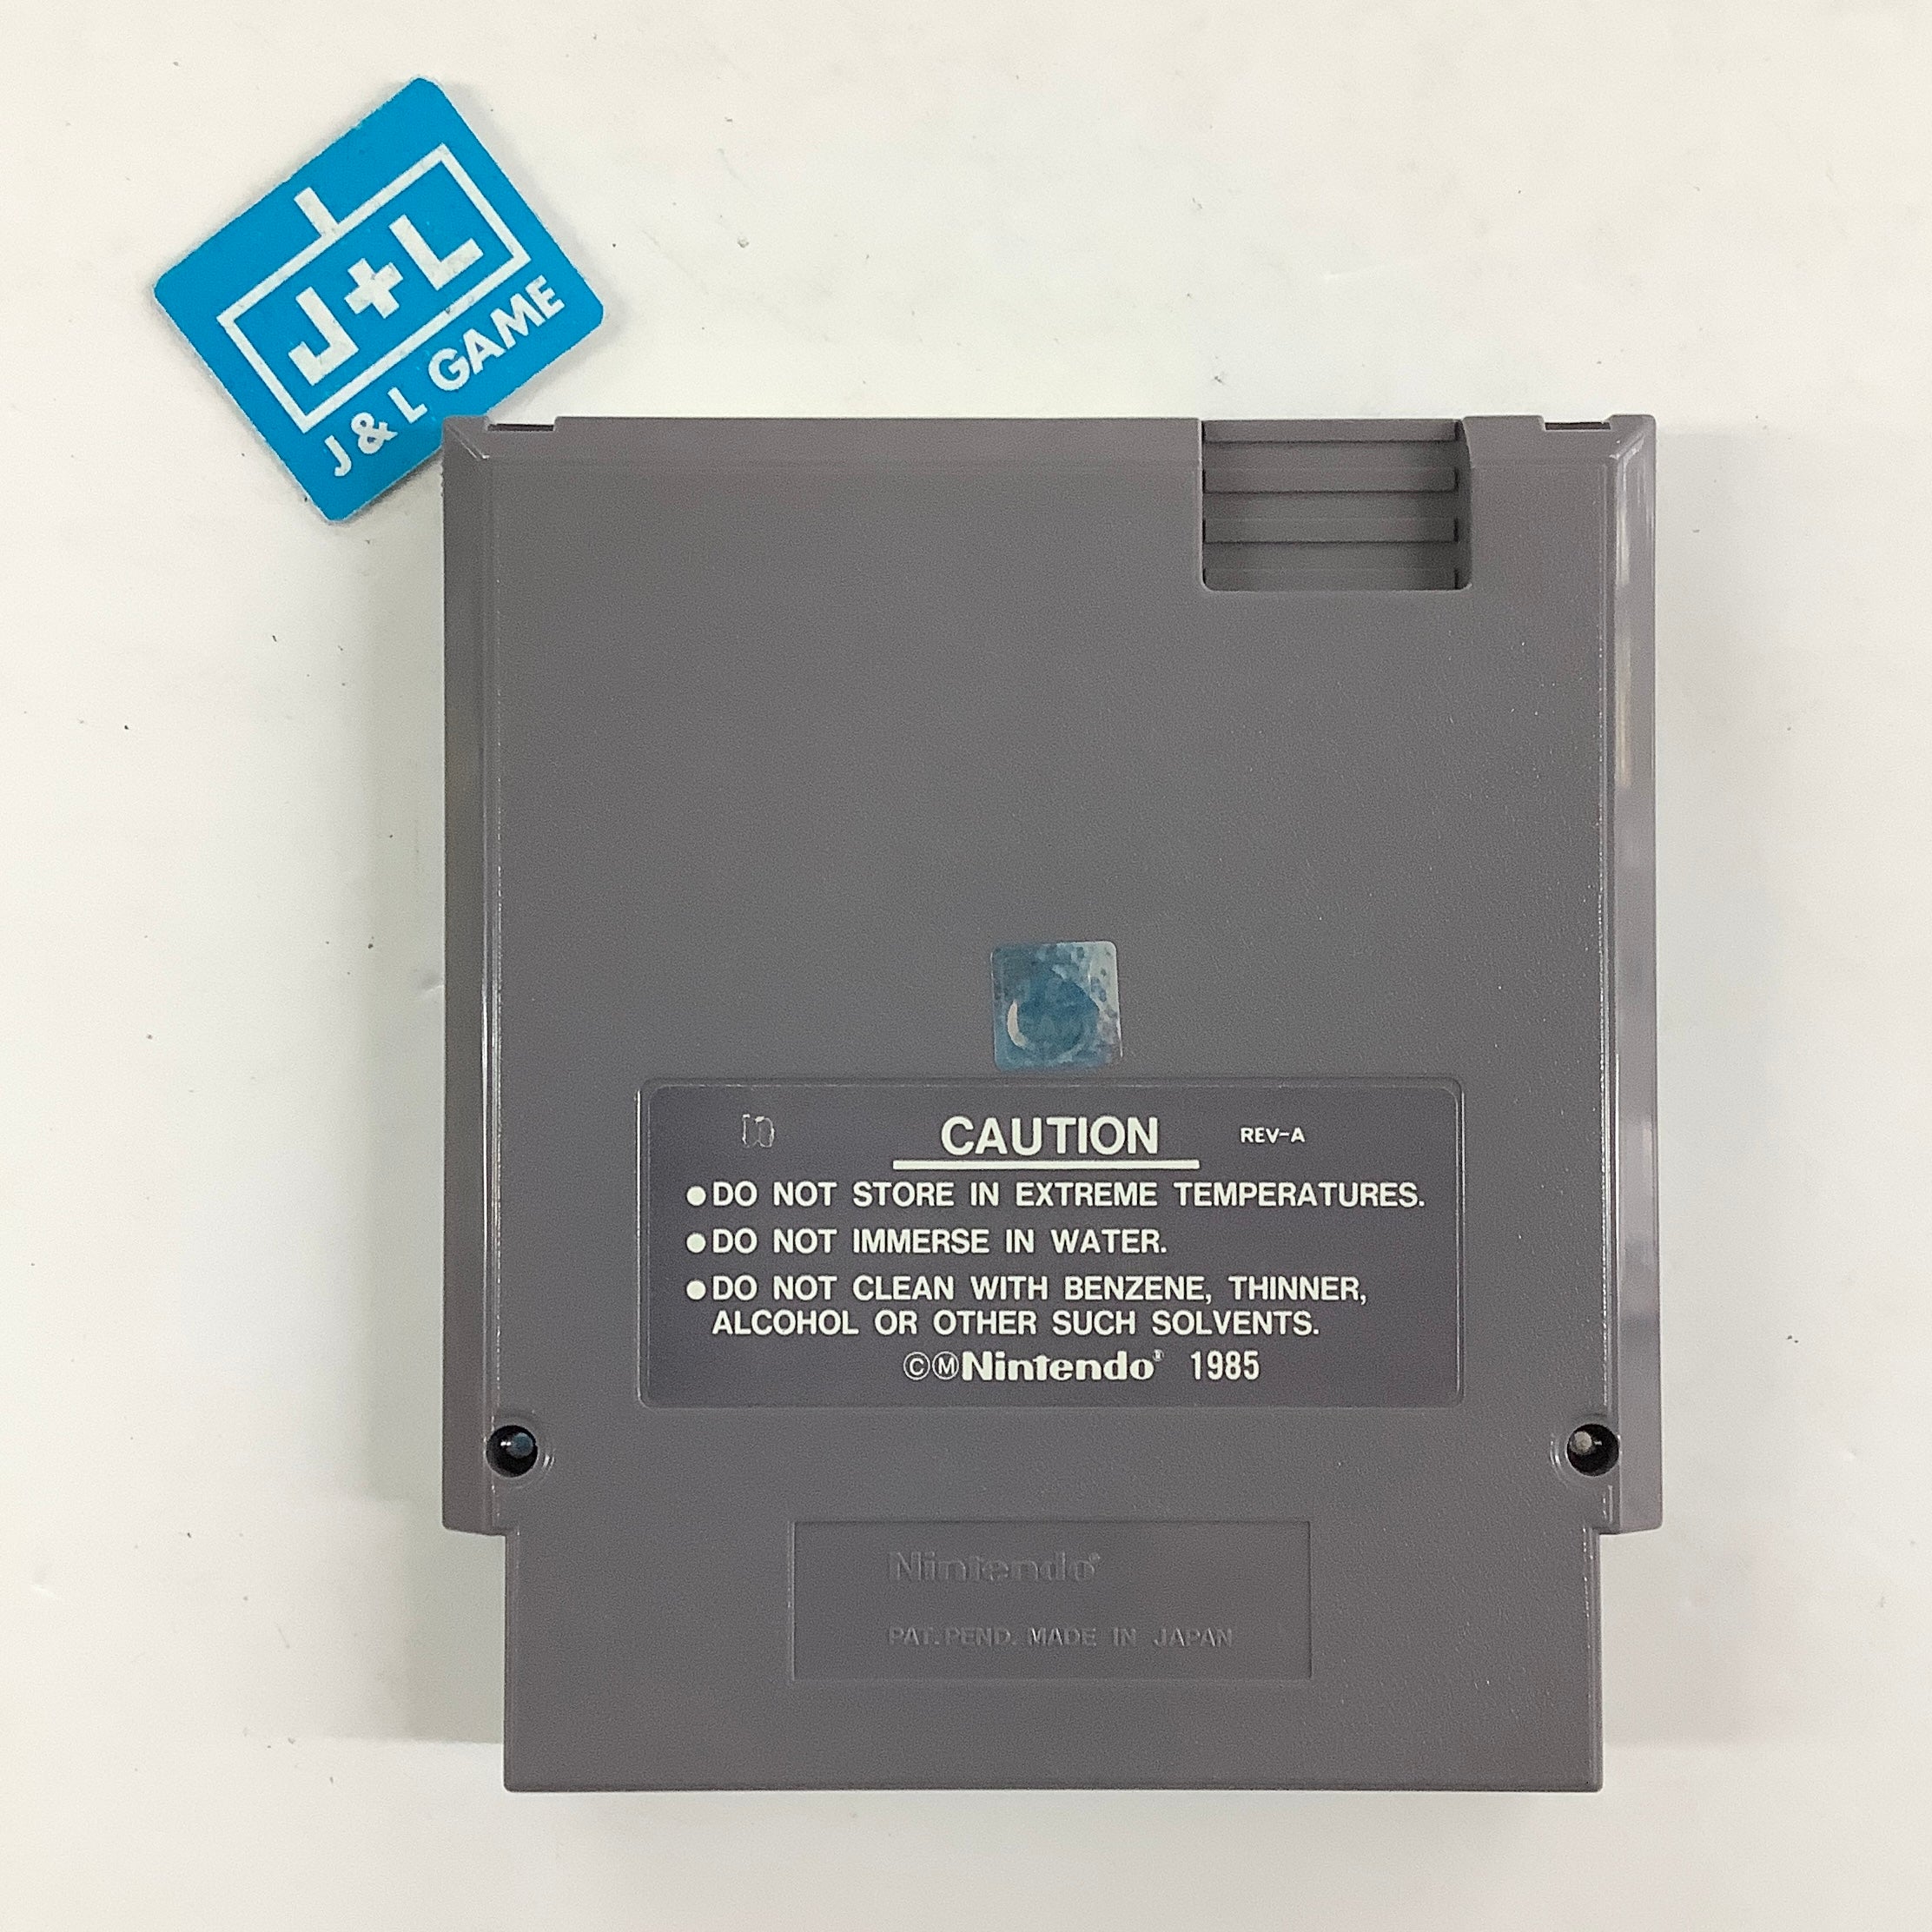 J+L
J & L GAME
CAUTION REV-A
●DO NOT STORE IN EXTREME TEMPERATURES.
●DO NOT IMMERSE IN WATER.
●DO NOT CLEAN WITH BENZENE, THINNER,
ALCOHOL OR OTHER SUCH SOLVENTS.
©ⓂNintendo® 1985
Nintendo®
PAT. PEND. MADE IN JAPAN